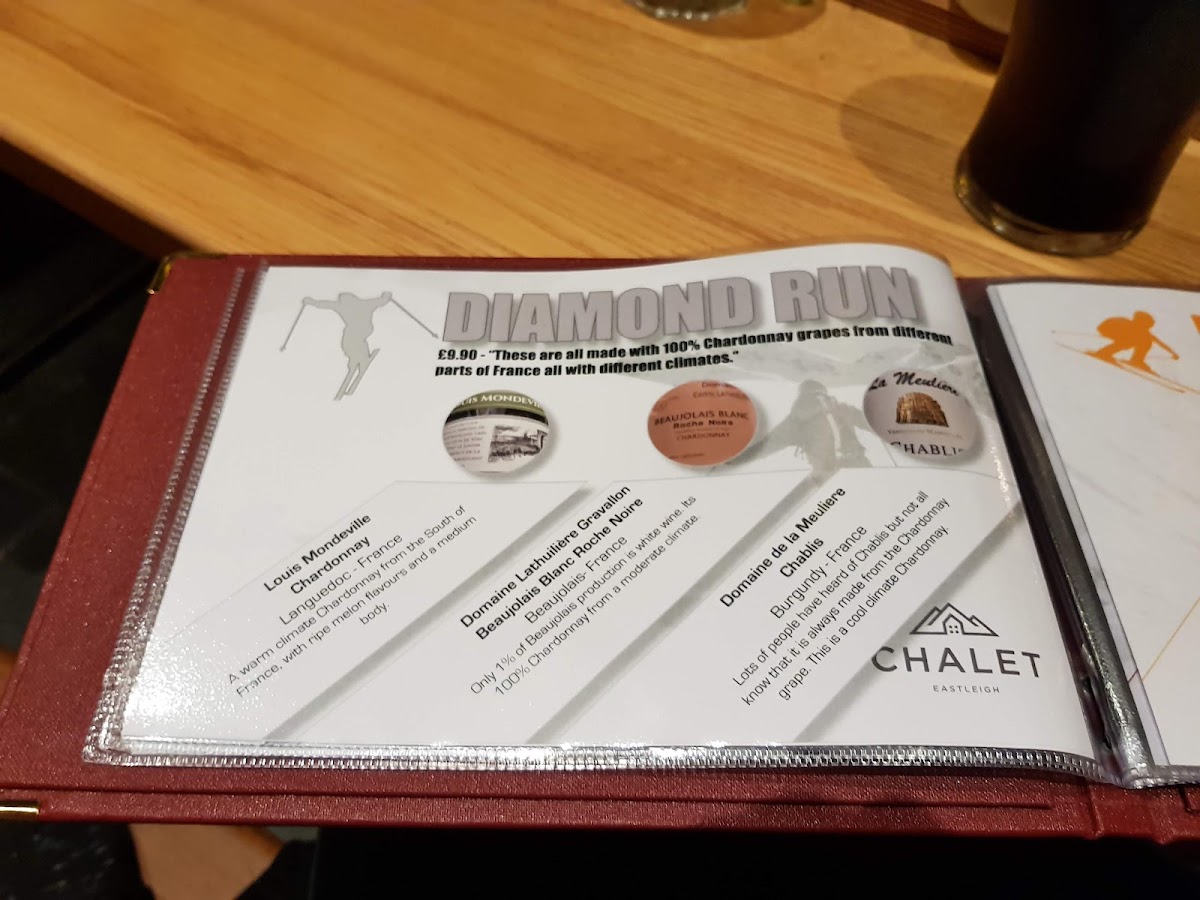 DIAMOND RUN
£9.90 - "These are all made with 100% Chardonnay grapes from different
parts of France all with different climates."
BEAUJOLAIS BLANC
Roche Noire
CHARDONNAY
La Meuliere
CHABLIS
Louis Mondeville
Chardonnay
Languedoc - France
A warm climate Chardonnay from the South of
France, with ripe melon flavours and a medium
body.
Domaine Lathuilière Gravallon
Beaujolais Blanc Roche Noire
Beaujolais- France
Only 1% of Beaujolais production is white wine. Its
100% Chardonnay from a moderate climate.
Domaine de la Meuliere
Chablis
Burgundy - France
Lots of people have heard of Chablis but not all
know that it is always made from the Chardonnay
grape. This is a cool climate Chardonnay.
CHALET
EASTLEIGH